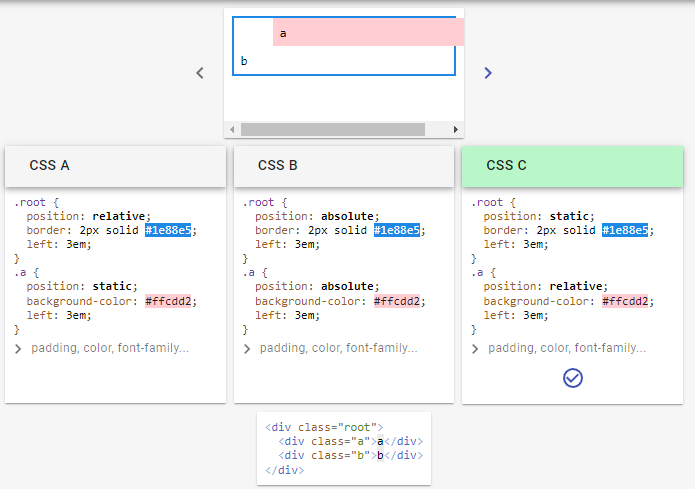 a
b
CSS A
.root {
position: relative;
border: 2px solid #1e88e5;
left: 3em;
}
.a {
position: static;
background-color: #ffcdd2;
left: 3em;
}
padding, color, font-family...
CSS B
.root {
position: absolute;
border: 2px solid #1e88e5;
left: 3em;
}
.a {
position: absolute;
background-color: #ffcdd2;
left: 3em;
}
padding, color, font-family...
CSS C
.root {
position: static;
border: 2px solid #1e88e5;
left: 3em;
}
.a {
position: relative;
background-color: #ffcdd2;
left: 3em;
}
padding, color, font-family...
<div class="root">
<div class="a">a</div>
<div class="b">b</div>
</div>